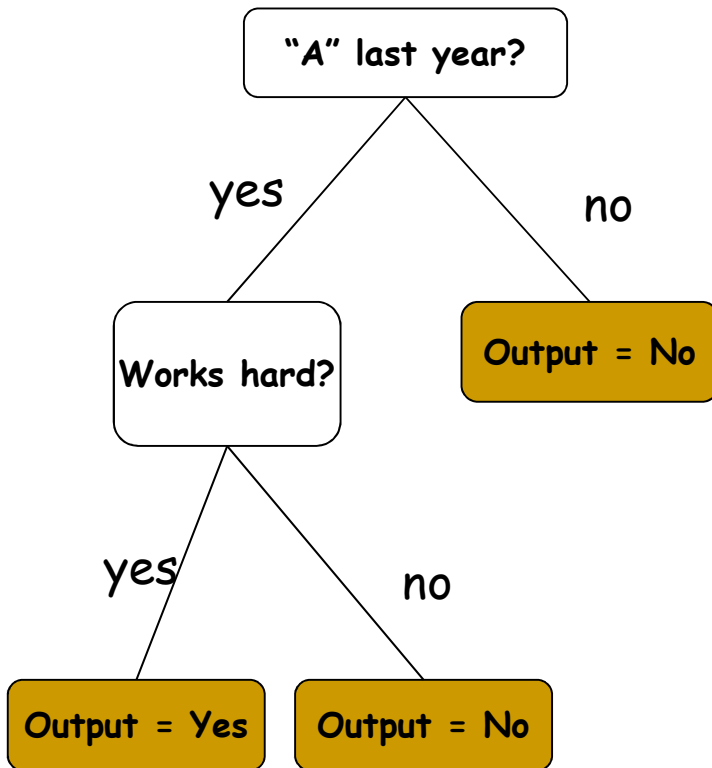 “A” last year?
yes
no
Works hard?
Output = No
yes
no
Output = Yes
Output = No